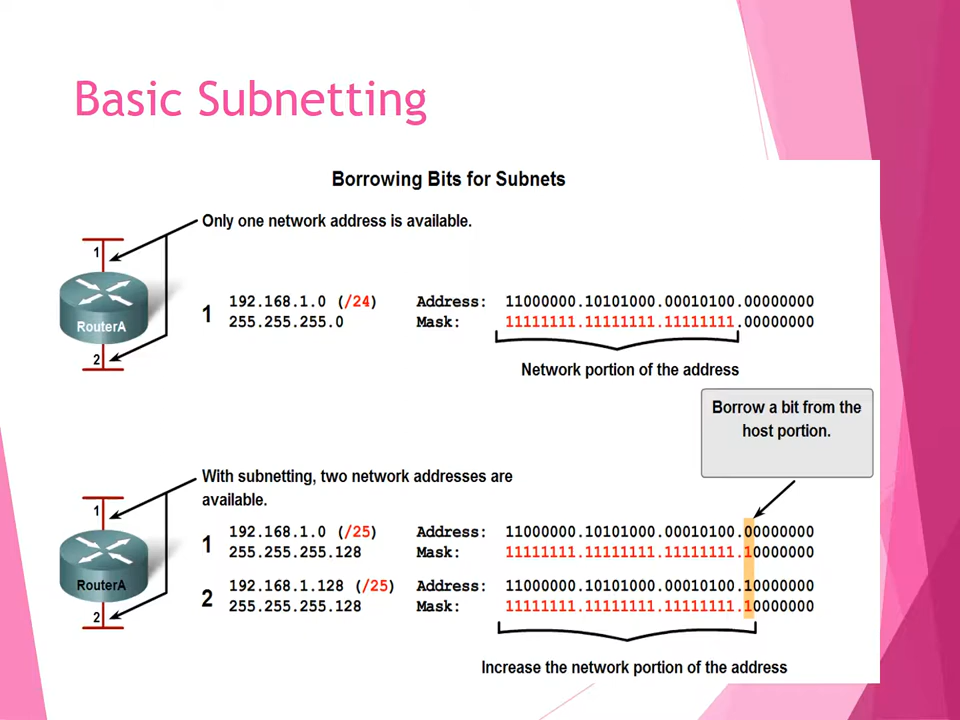 Basic Subnetting
Borrowing Bits for Subnets
Only one network address is available.
1
RouterA
2
1
192.168.1.0 (/24) Address: 11000000.10101000.00010100.00000000
255.255.255.0 Mask: 11111111.11111111.11111111.00000000
Network portion of the address
Borrow a bit from the
host portion.
With subnetting, two network addresses are
available.
1
RouterA
2
1
192.168.1.0 (/25) Address: 11000000.10101000.00010100.00000000
255.255.255.128 Mask: 11111111.11111111.11111111.10000000
2
192.168.1.128 (/25) Address: 11000000.10101000.00010100.10000000
255.255.255.128 Mask: 11111111.11111111.11111111.10000000
Increase the network portion of the address